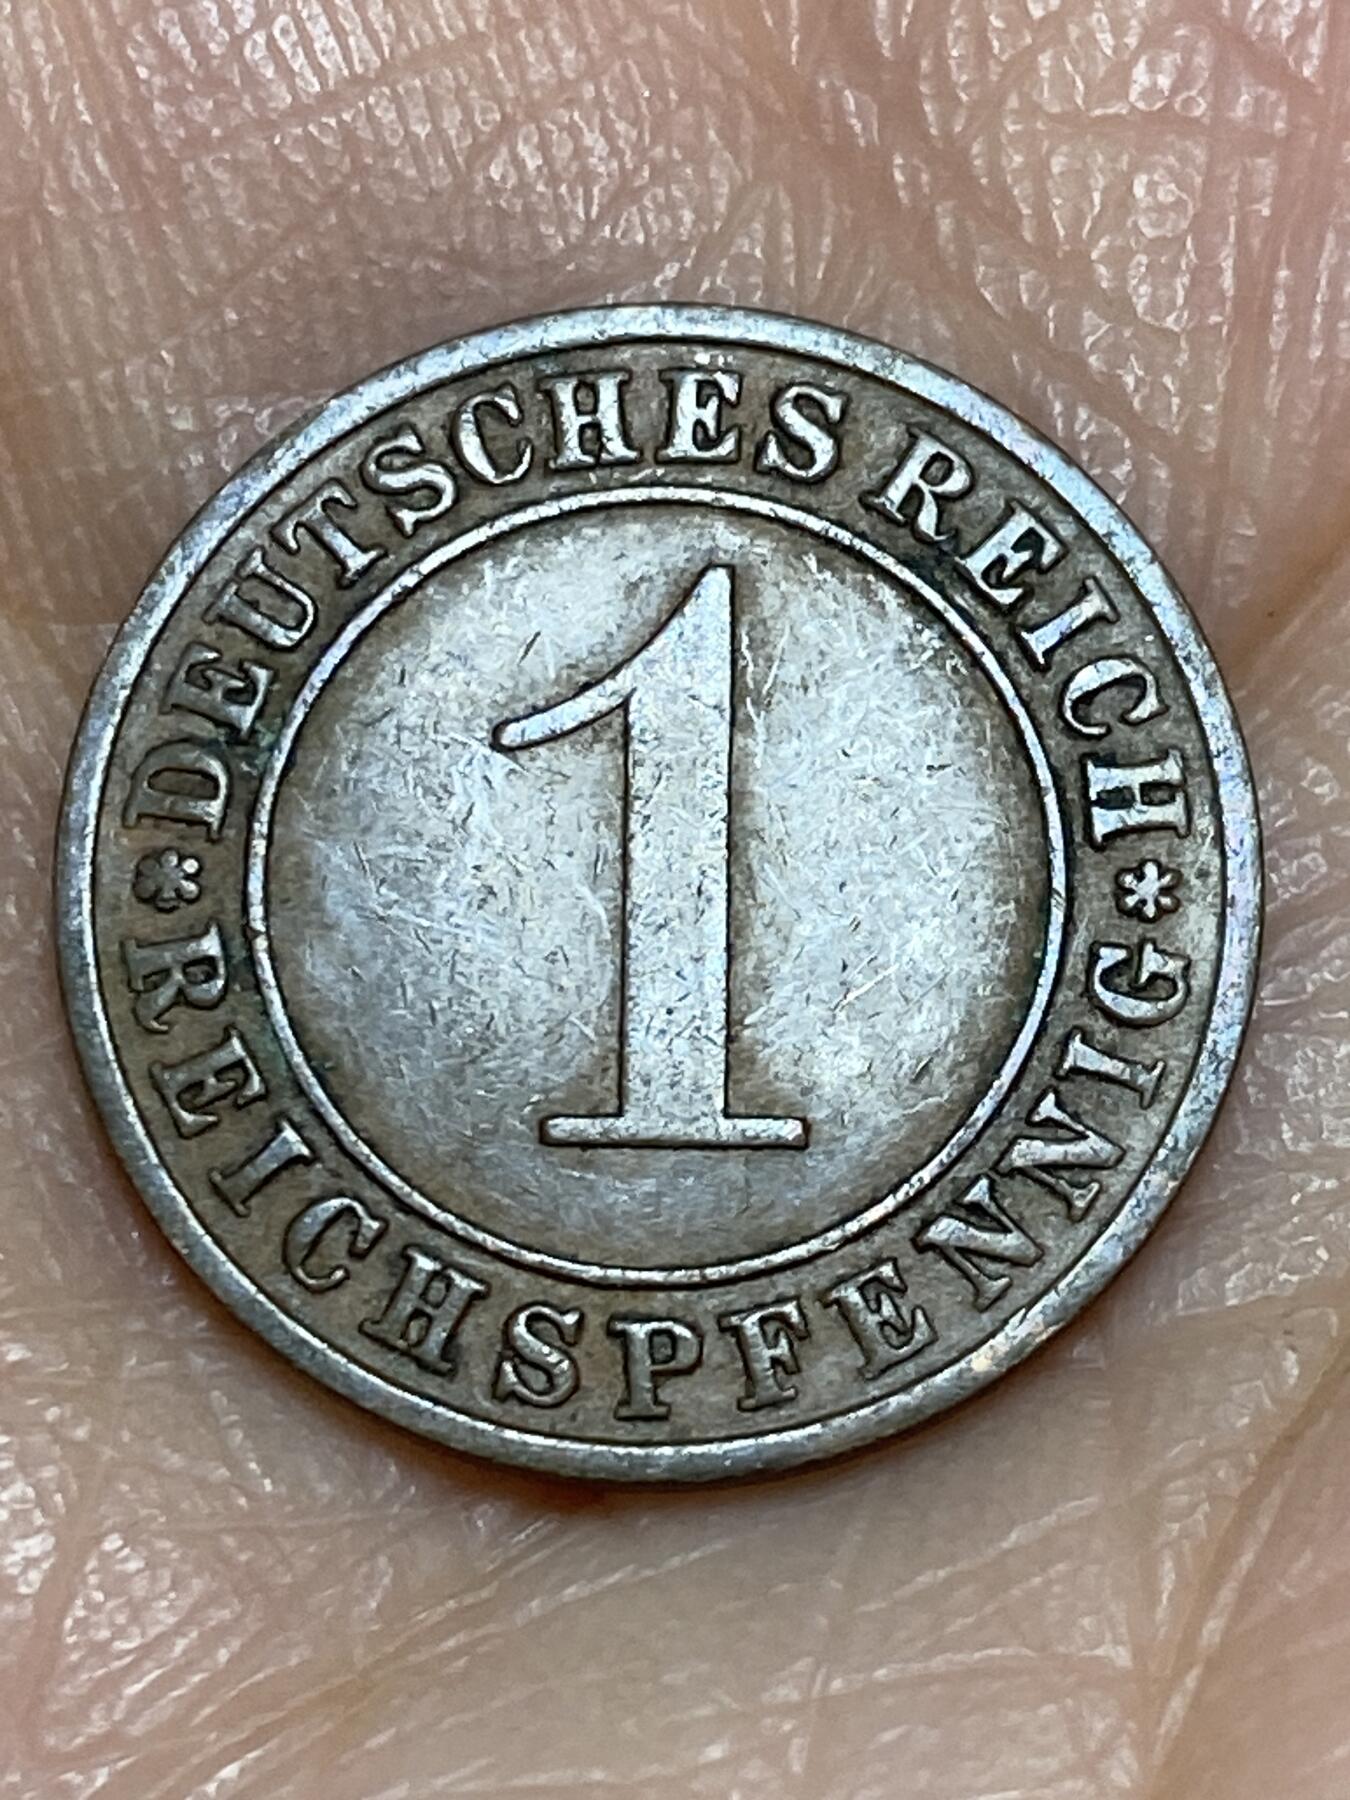 *DEUTSCHES REICH*
1
REICHSPFENNIG